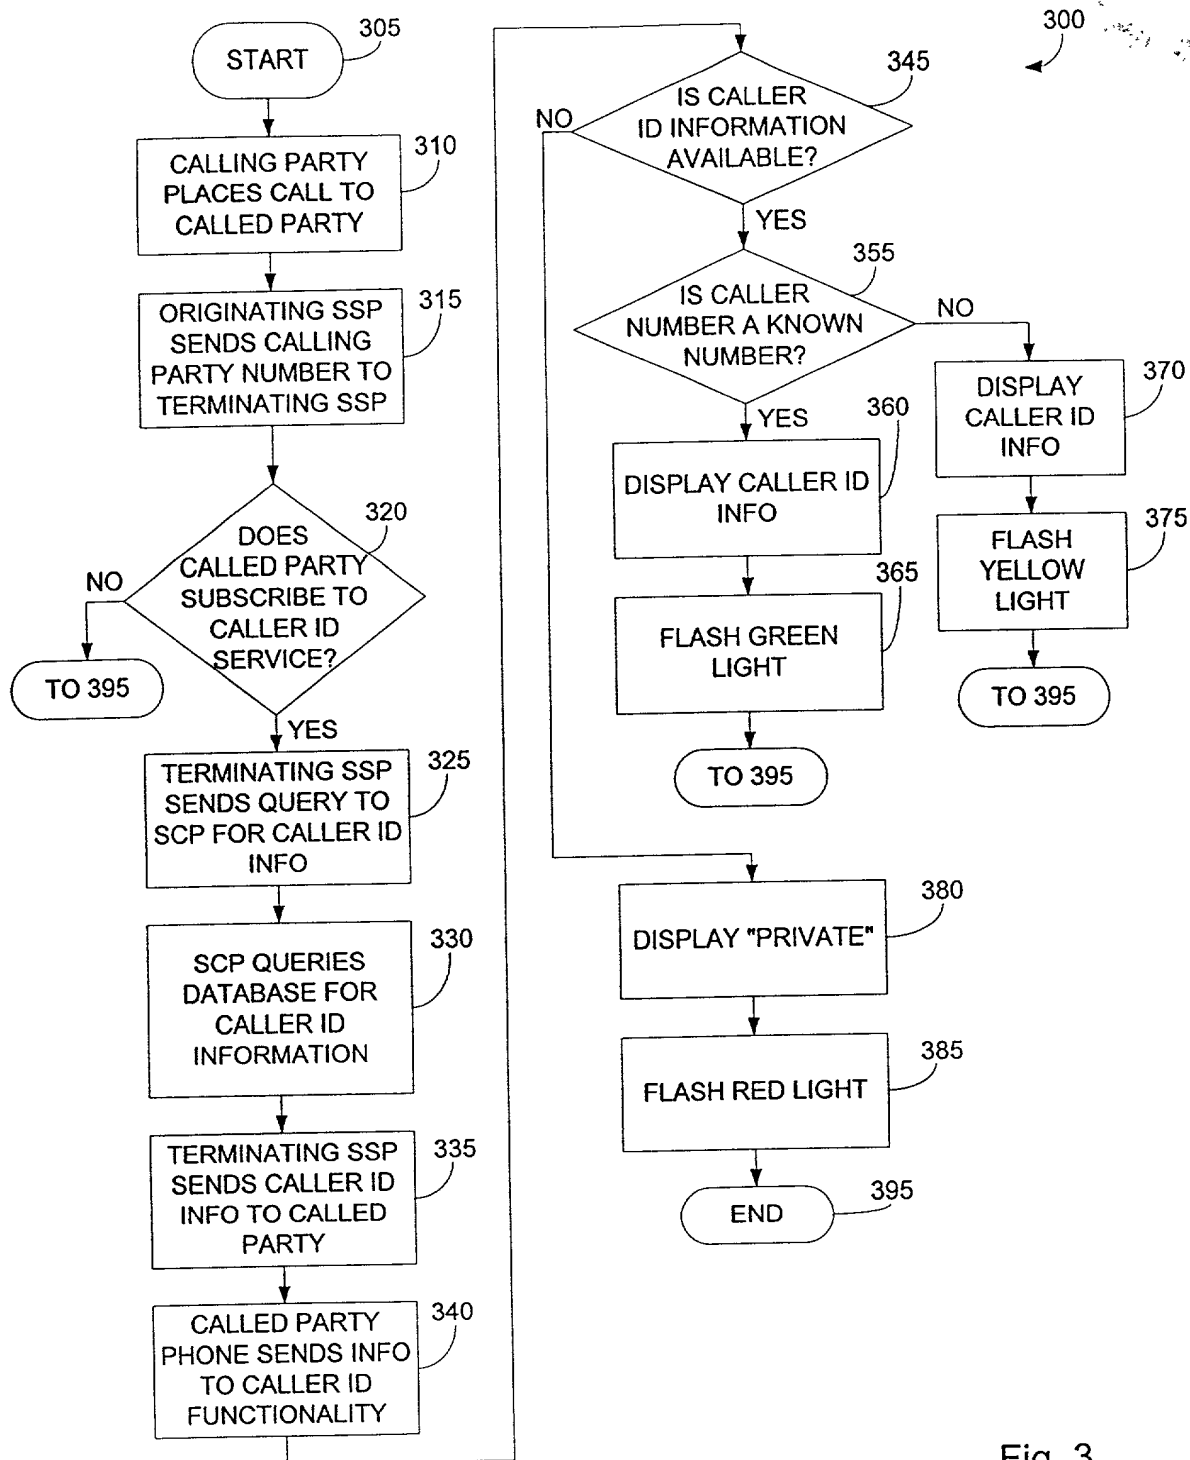 START
305
CALLING PARTY
PLACES CALL TO
CALLED PARTY
310
ORIGINATING SSP
SENDS CALLING
PARTY NUMBER TO
TERMINATING SSP
315
DOES
CALLED PARTY
SUBSCRIBE TO
CALLER ID
SERVICE?
320
NO
TO 395
YES
TERMINATING SSP
SENDS QUERY TO
SCP FOR CALLER ID
INFO
325
SCP QUERIES
DATABASE FOR
CALLER ID
INFORMATION
330
TERMINATING SSP
SENDS CALLER ID
INFO TO CALLED
PARTY
335
CALLED PARTY
PHONE SENDS INFO
TO CALLER ID
FUNCTIONALITY
340
300
IS CALLER
ID INFORMATION
AVAILABLE?
345
NO
YES
IS CALLER
NUMBER A KNOWN
NUMBER?
355
NO
YES
DISPLAY CALLER ID
INFO
360
FLASH GREEN
LIGHT
365
TO 395
DISPLAY
CALLER ID
INFO
370
FLASH
YELLOW
LIGHT
375
TO 395
DISPLAY "PRIVATE"
380
FLASH RED LIGHT
385
END
395
Fig. 3